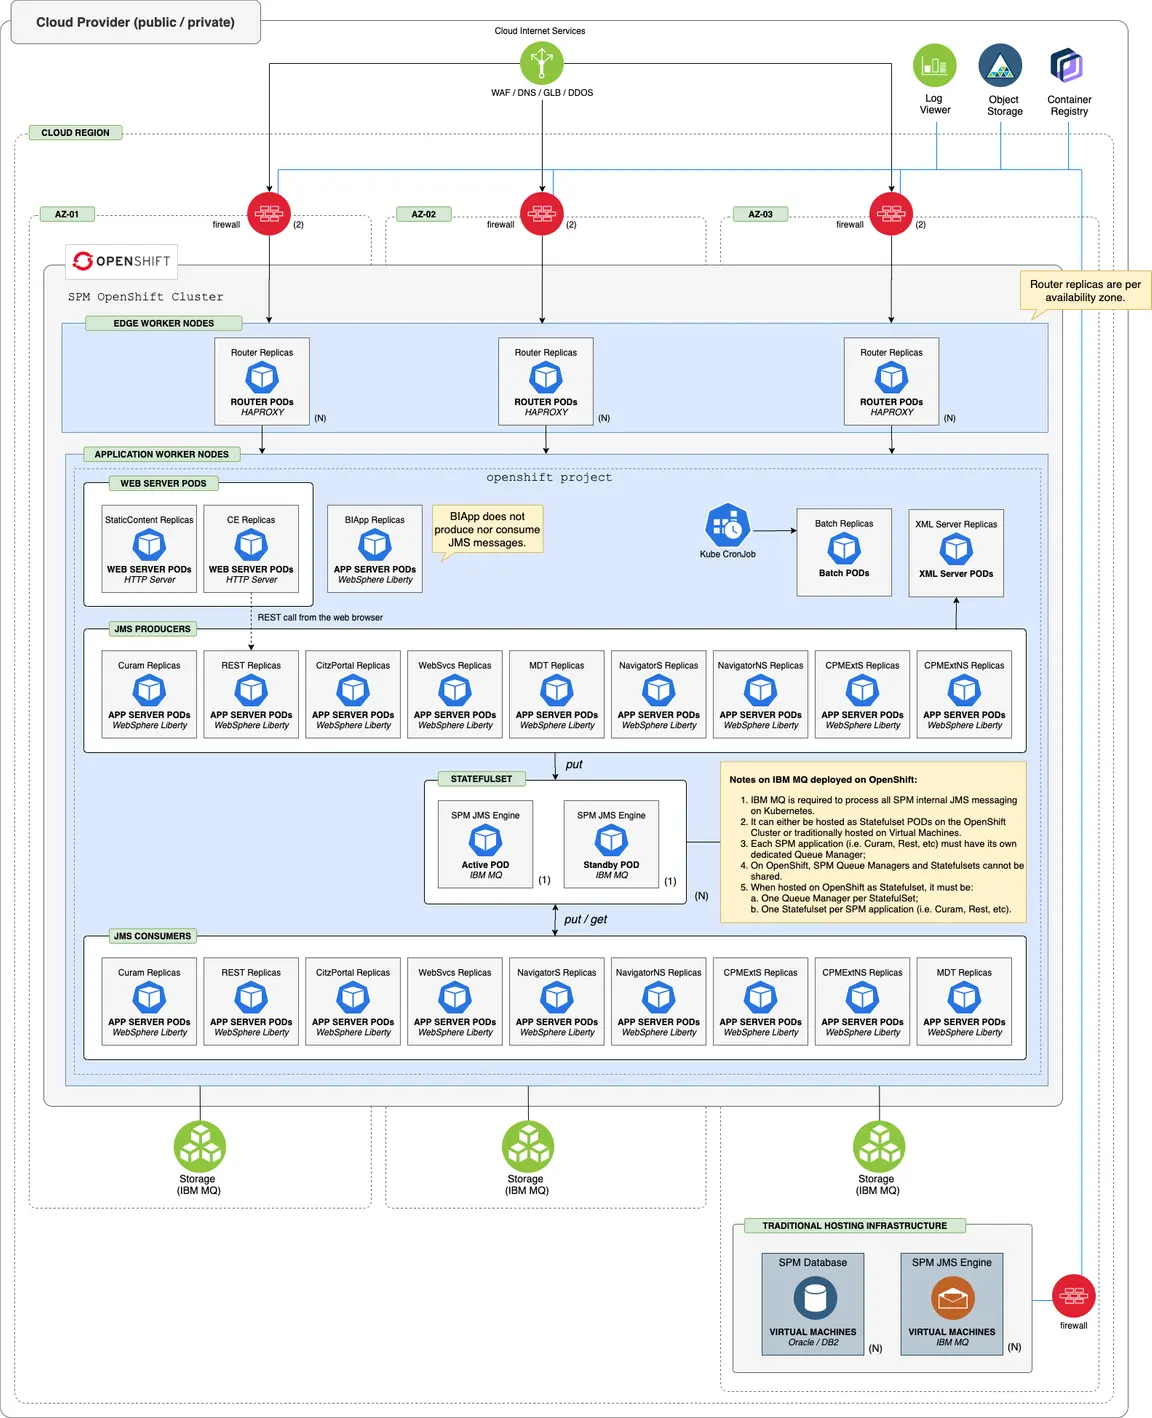 Cloud Provider (public / private)
Cloud Internet Services
WAF / DNS / GLB / DDOS
Log
Viewer
Object
Storage
Container
Registry
CLOUD REGION
AZ-01
AZ-02
AZ-03
firewall
(2)
firewall
(2)
firewall
(2)
OPENSHIFT
SPM OpenShift Cluster
Router replicas are per
availability zone.
EDGE WORKER NODES
Router Replicas
ROUTER PODs
HAPROXY
(N)
Router Replicas
ROUTER PODs
HAPROXY
(N)
Router Replicas
ROUTER PODs
HAPROXY
(N)
APPLICATION WORKER NODES
openshift project
WEB SERVER PODS
StaticContent Replicas
WEB SERVER PODs
HTTP Server
CE Replicas
WEB SERVER PODs
HTTP Server
BIApp Replicas
APP SERVER PODs
WebSphere Liberty
BIApp does not
produce nor consume
JMS messages.
Kube CronJob
Batch Replicas
Batch PODs
XML Server Replicas
XML Server PODs
REST call from the web browser
JMS PRODUCERS
Curam Replicas
APP SERVER PODs
WebSphere Liberty
REST Replicas
APP SERVER PODs
WebSphere Liberty
CitzPortal Replicas
APP SERVER PODs
WebSphere Liberty
WebSvcs Replicas
APP SERVER PODs
WebSphere Liberty
MDT Replicas
APP SERVER PODs
WebSphere Liberty
NavigatorS Replicas
APP SERVER PODs
WebSphere Liberty
NavigatorNS Replicas
APP SERVER PODs
WebSphere Liberty
CPMExtS Replicas
APP SERVER PODs
WebSphere Liberty
CPMExtNS Replicas
APP SERVER PODs
WebSphere Liberty
put
STATEFULSET
SPM JMS Engine
Active POD
IBM MQ
(1)
SPM JMS Engine
Standby POD
IBM MQ
(1)
(N)
Notes on IBM MQ deployed on OpenShift:
1. IBM MQ is required to process all SPM internal JMS messaging
on Kubernetes.
2. It can either be hosted as Statefulset PODs on the OpenShift
Cluster or traditionally hosted on Virtual Machines.
3. Each SPM application (i.e. Curam, Rest, etc) must have its own
dedicated Queue Manager;
4. On OpenShift, SPM Queue Managers and Statefulsets cannot be
shared.
5. When hosted on OpenShift as Statefulset, it must be:
a. One Queue Manager per StatefulSet;
b. One Statefulset per SPM application (i.e. Curam, Rest, etc).
put / get
JMS CONSUMERS
Curam Replicas
APP SERVER PODs
WebSphere Liberty
REST Replicas
APP SERVER PODs
WebSphere Liberty
CitzPortal Replicas
APP SERVER PODs
WebSphere Liberty
WebSvcs Replicas
APP SERVER PODs
WebSphere Liberty
NavigatorS Replicas
APP SERVER PODs
WebSphere Liberty
NavigatorNS Replicas
APP SERVER PODs
WebSphere Liberty
CPMExtS Replicas
APP SERVER PODs
WebSphere Liberty
CPMExtNS Replicas
APP SERVER PODs
WebSphere Liberty
MDT Replicas
APP SERVER PODs
WebSphere Liberty
Storage
(IBM MQ)
Storage
(IBM MQ)
Storage
(IBM MQ)
TRADITIONAL HOSTING INFRASTRUCTURE
SPM Database
VIRTUAL MACHINES
Oracle / DB2
(N)
SPM JMS Engine
VIRTUAL MACHINES
IBM MQ
(N)
firewall